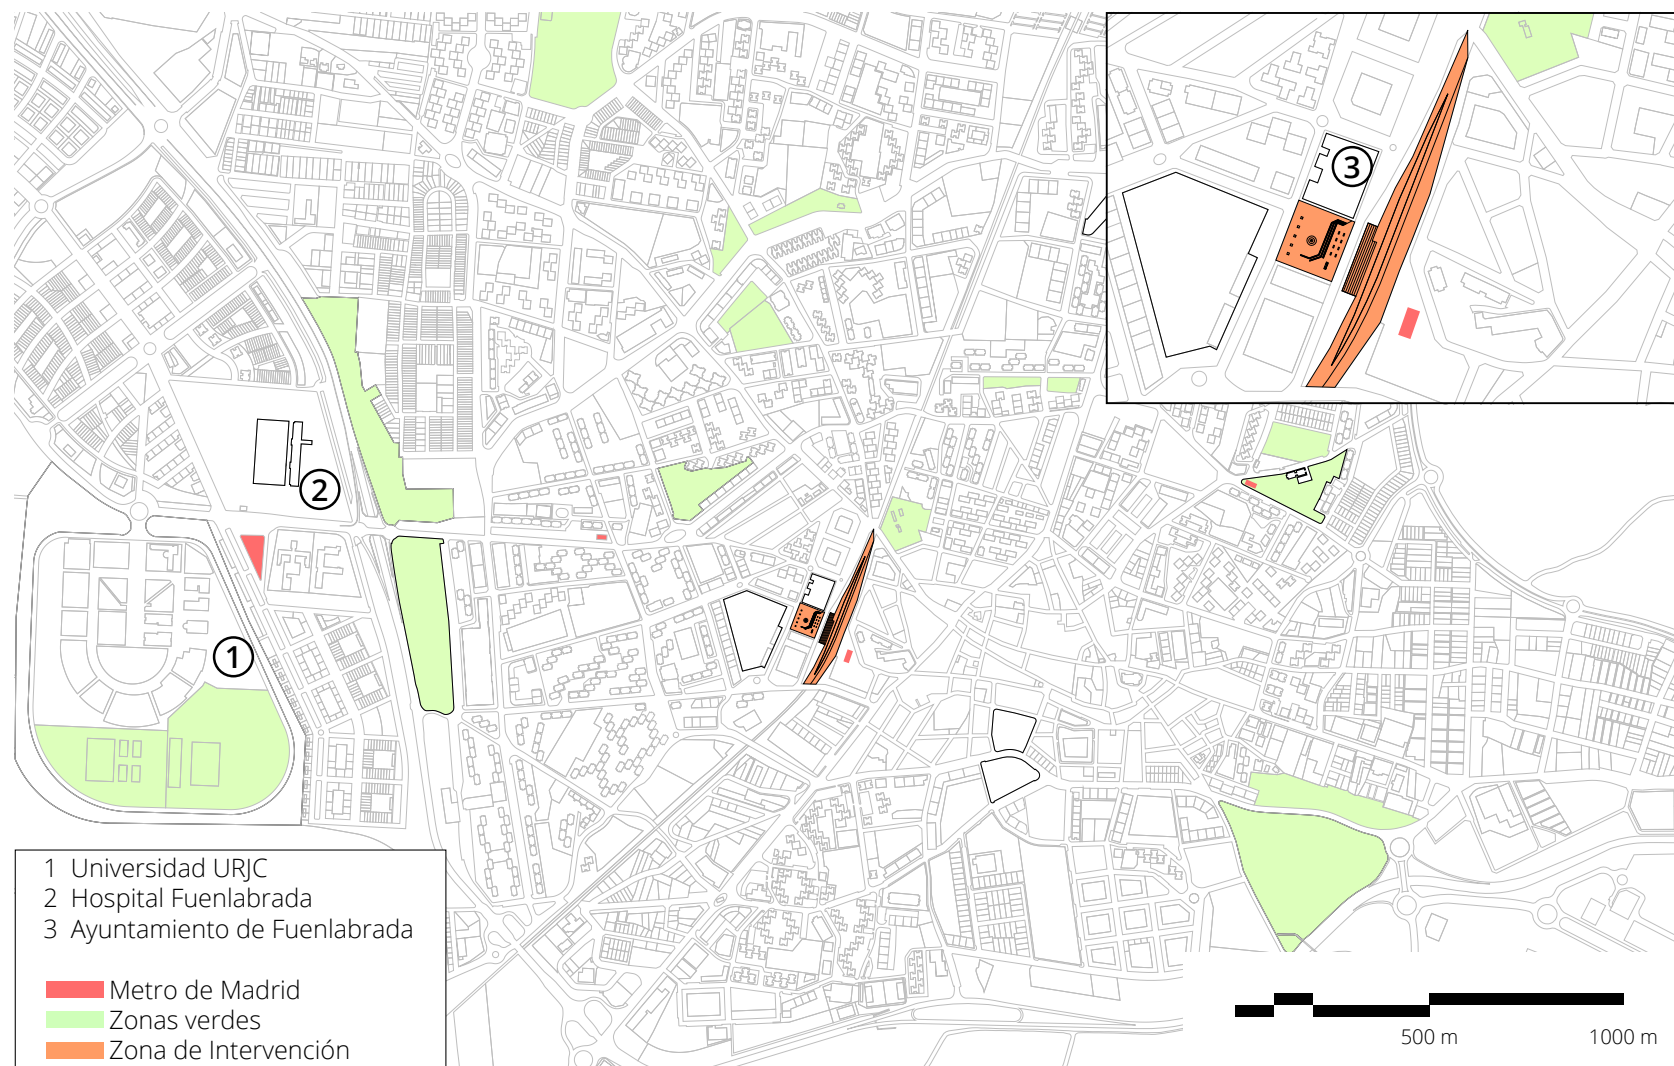 3
2
1
1 Universidad URJC
2 Hospital Fuenlabrada
3 Ayuntamiento de Fuenlabrada
Metro de Madrid
Zonas verdes
Zona de Intervención
500 m 1000 m